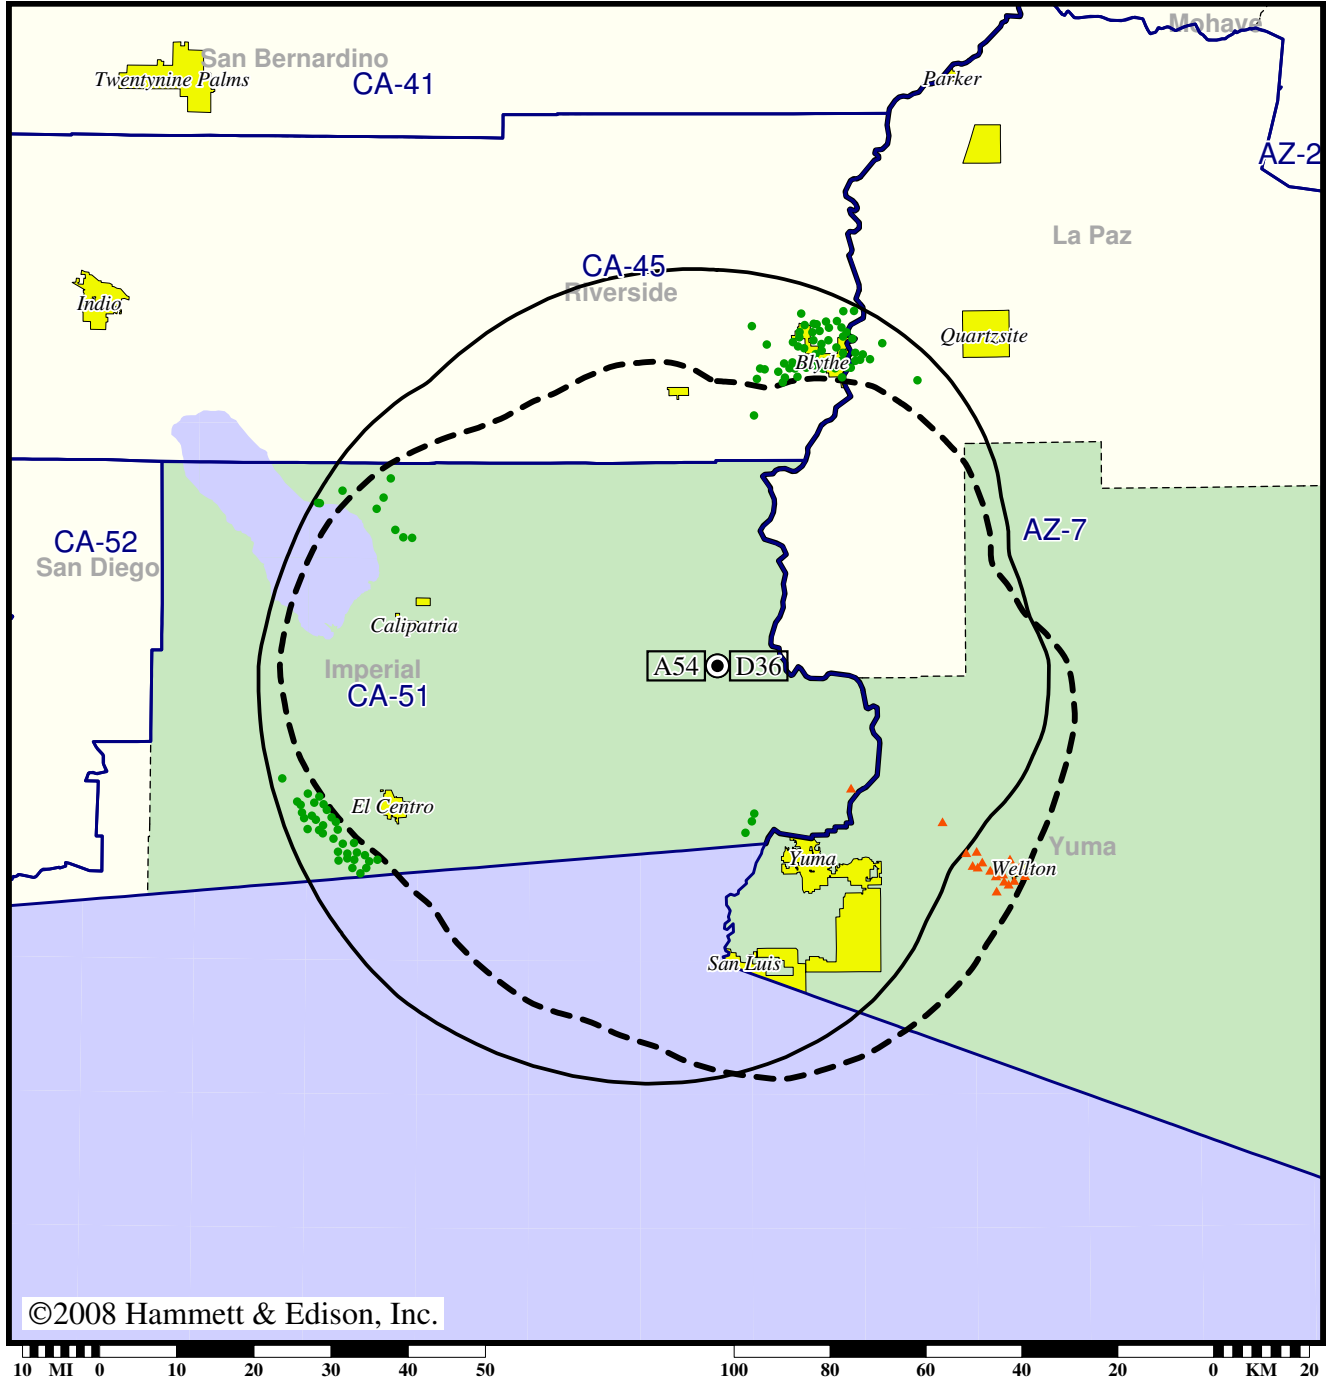 Mohave
San Bernardino
Twentynine Palms
CA-41
Parker
AZ-2
La Paz
CA-45
Riverside
Indio
Quartzsite
Blythe
CA-52
San Diego
AZ-7
Calipatria
Imperial
A54 D36
CA-51
El Centro
Yuma
Yuma
Wellton
San Luis
©2008 Hammett & Edison, Inc.
10 MI 0 10 20 30 40 50 100 80 60 40 20 0 KM 20